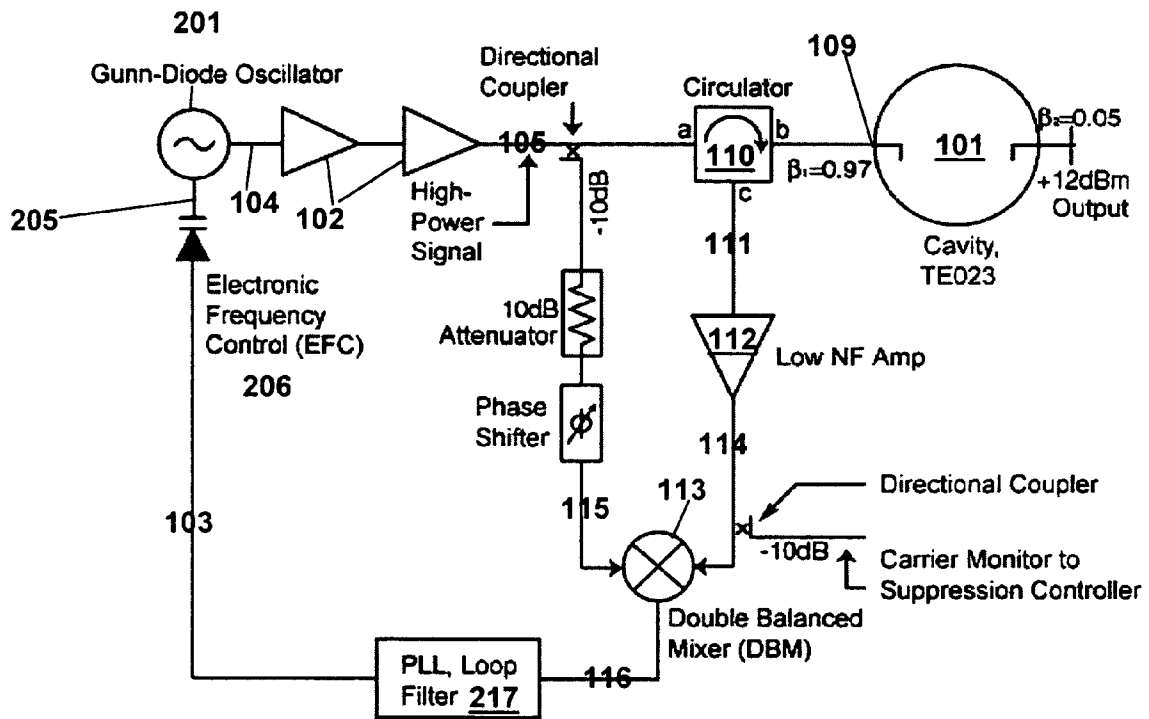 201
Gunn-Diode Oscillator
Directional
Coupler
109
Circulator
β₂=0.05
104
102
105
a
b
110
c
β₁=0.97
101
+12dBm
Output
205
High-
Power
Signal
-10dB
111
Cavity,
TE023
Electronic
Frequency
Control (EFC)
206
10dB
Attenuator
112
Low NF Amp
Phase
Shifter
ϕ
114
103
115
113
Directional Coupler
-10dB
Carrier Monitor to
Suppression Controller
Double Balanced
Mixer (DBM)
PLL, Loop
Filter 217
116